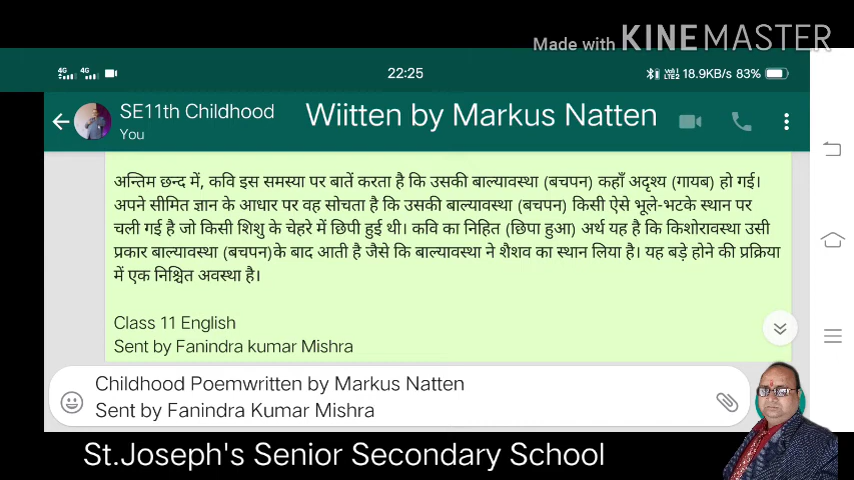 Made with KINEMASTER
4G 4G 22:25 Vo) LTE2 18.9KB/s 83%
SE11th Childhood
Wiitten by Markus Natten
You
अन्तिम छन्द में, कवि इस समस्या पर बातें करता है कि उसकी बाल्यावस्था (बचपन) कहाँ अदृश्य (गायब) हो गई।
अपने सीमित ज्ञान के आधार पर वह सोचता है कि उसकी बाल्यावस्था (बचपन) किसी ऐसे भूले-भटके स्थान पर
चली गई है जो किसी शिशु के चेहरे में छिपी हुई थी। कवि का निहित (छिपा हुआ) अर्थ यह है कि किशोरावस्था उसी
प्रकार बाल्यावस्था (बचपन)के बाद आती है जैसे कि बाल्यावस्था ने शैशव का स्थान लिया है। यह बड़े होने की प्रक्रिया
में एक निश्चित अवस्था है।
Class 11 English
Sent by Fanindra kumar Mishra
Childhood Poemwritten by Markus Natten
Sent by Fanindra Kumar Mishra
St.Joseph's Senior Secondary School